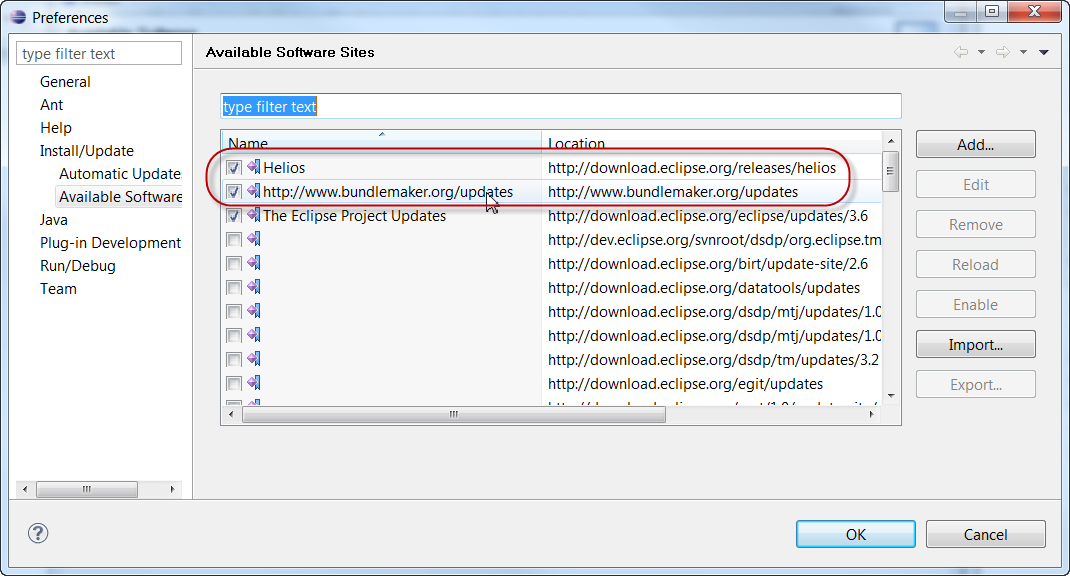 Preferences
type filter text
General
Ant
Help
Install/Update
Automatic Update
Available Software
Java
Plug-in Development
Run/Debug
Team
Available Software Sites
type filter text
Name Location
Helios http://download.eclipse.org/releases/helios
http://www.bundlemaker.org/updates http://www.bundlemaker.org/updates
The Eclipse Project Updates http://download.eclipse.org/eclipse/updates/3.6
http://dev.eclipse.org/svnroot/dsdp/org.eclipse.tm
http://download.eclipse.org/birt/update-site/2.6
http://download.eclipse.org/datatools/updates
http://download.eclipse.org/dsdp/mtj/updates/1.0
http://download.eclipse.org/dsdp/mtj/updates/1.0
http://download.eclipse.org/dsdp/tm/updates/3.2
http://download.eclipse.org/egit/updates
Add...
Edit
Remove
Reload
Enable
Import...
Export...
?
OK Cancel